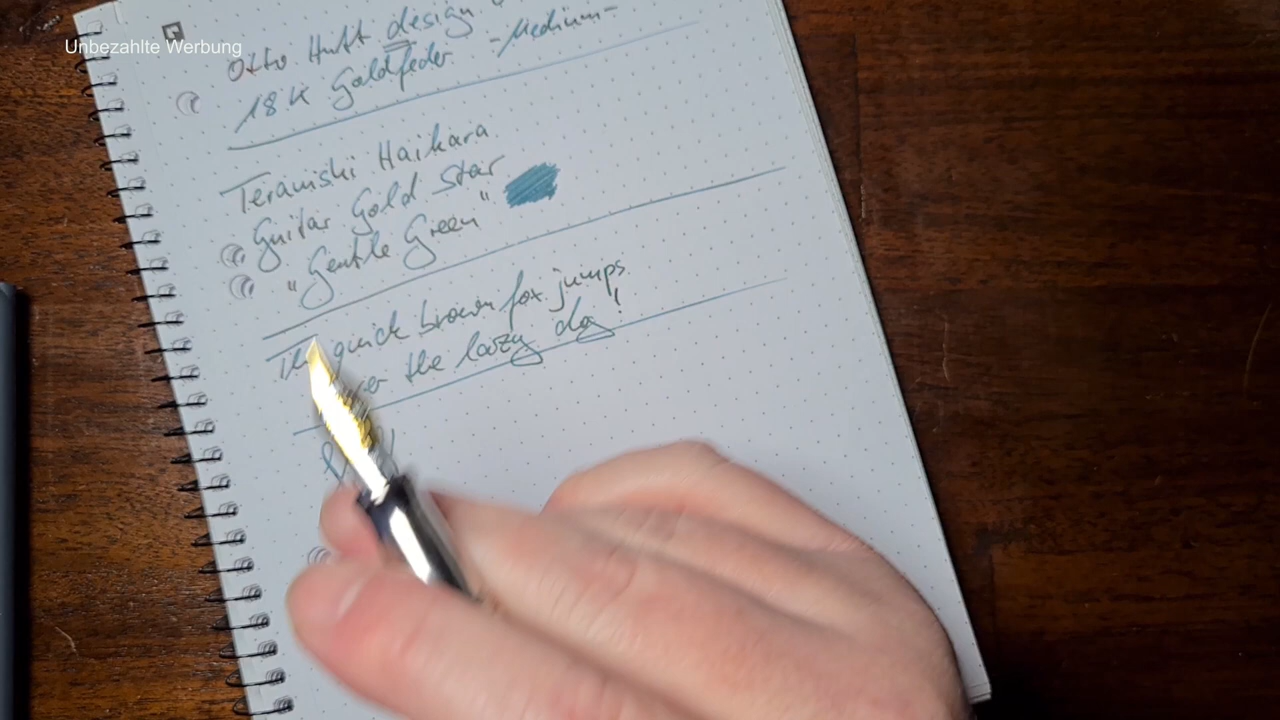 Unbezahlte Werbung
Otto Hutt design
18 K Goldfeder - Medium -
Teranishi Haikara
Guitar Gold Star
"Gentle Green"
The quick brown fox jumps
over the lazy dog!